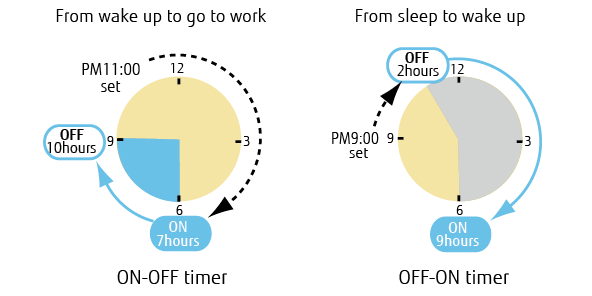 From wake up to go to work
PM11:00
set
12
3
6
9
OFF
10hours
ON
7hours
ON-OFF timer
From sleep to wake up
OFF
2hours
12
PM9:00
set
9
3
6
ON
9hours
OFF-ON timer